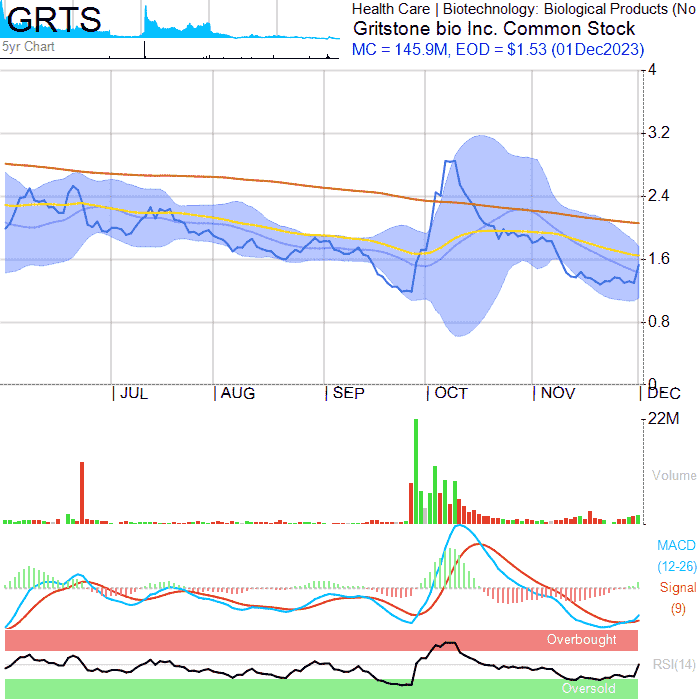 GRTS
Health Care | Biotechnology: Biological Products (No
Gritstone bio Inc. Common Stock
5yr Chart
MC = 145.9M, EOD = $1.53 (01Dec2023)
4
3.2
2.4
1.6
0.8
0
JUL
AUG
SEP
OCT
NOV
DEC
22M
Volume
MACD
(12-26)
Signal
(9)
Overbought
RSI(14)
Oversold